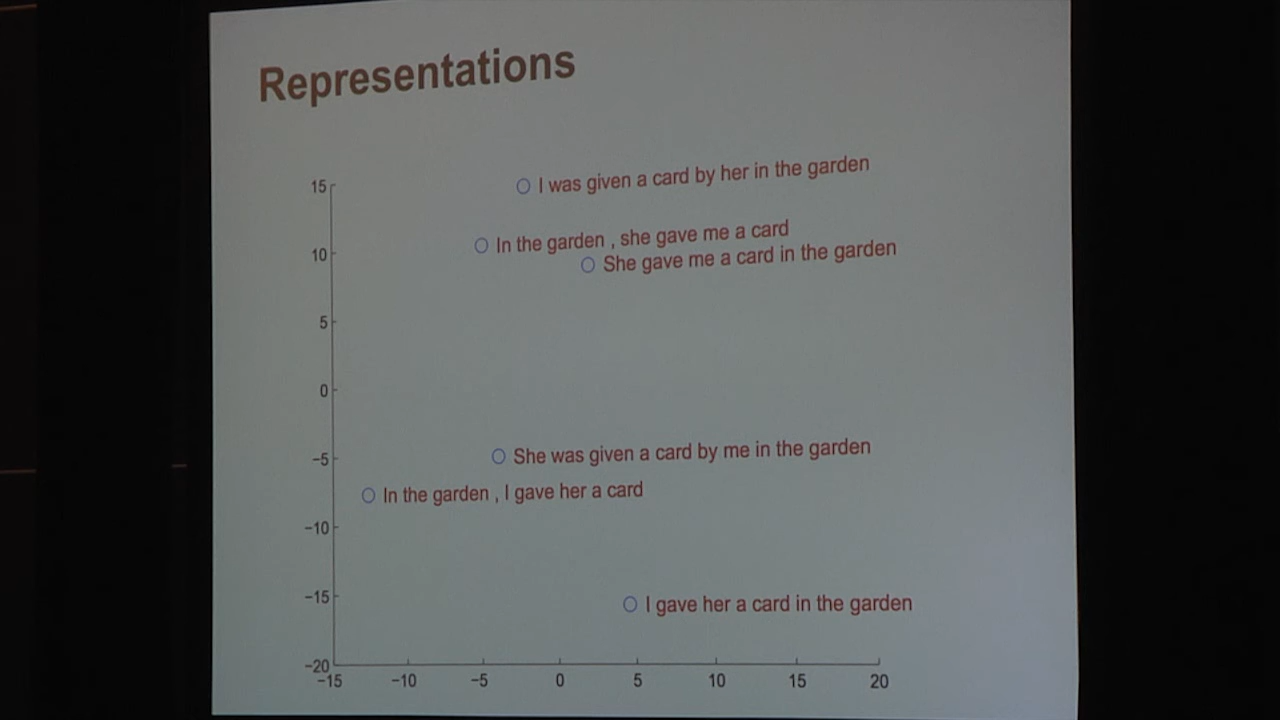 Representations
15
I was given a card by her in the garden
In the garden , she gave me a card
10
She gave me a card in the garden
5
0
−5
She was given a card by me in the garden
In the garden , I gave her a card
−10
−15
I gave her a card in the garden
−20
−15 −10 −5 0 5 10 15 20